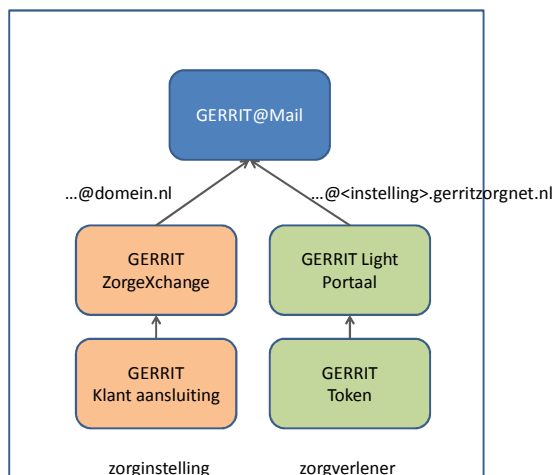 GERRIT@Mail
...@domein.nl
...@<instelling>.gerritzorgnet.nl
GERRIT
ZorgeXchange
GERRIT Light
Portaal
GERRIT
Klant aansluiting
GERRIT
Token
zorginstelling
zorgverlener